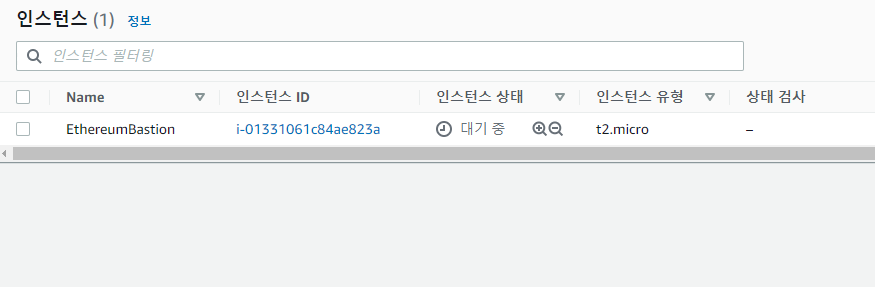 인스턴스 (1) 정보
인스턴스 필터링
Name 인스턴스 ID 인스턴스 상태 인스턴스 유형 상태 검사
EthereumBastion i-01331061c84ae823a 대기 중 t2.micro –